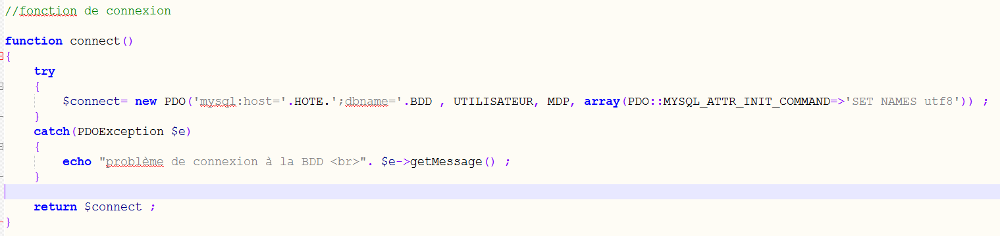 //fonction de connexion
function connect()
{
try
{
$connect= new PDO('mysql:host='.HOTE.';dbname='.BDD , UTILISATEUR, MDP, array(PDO::MYSQL_ATTR_INIT_COMMAND=>'SET NAMES utf8')) ;
}
catch(PDOException $e)
{
echo "problème de connexion à la BDD <br>". $e->getMessage() ;
}
return $connect ;
}